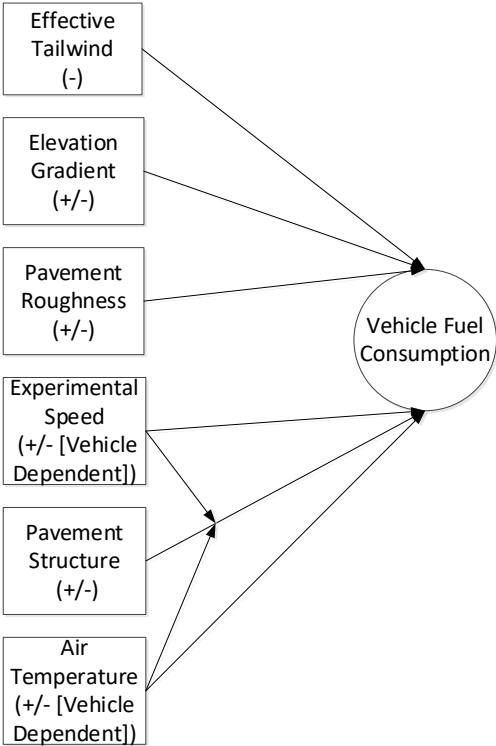 Effective
Tailwind
(-)
Elevation
Gradient
(+/-)
Pavement
Roughness
(+/-)
Vehicle Fuel
Consumption
Experimental
Speed
(+/- [Vehicle
Dependent])
Pavement
Structure
(+/-)
Air
Temperature
(+/- [Vehicle
Dependent])